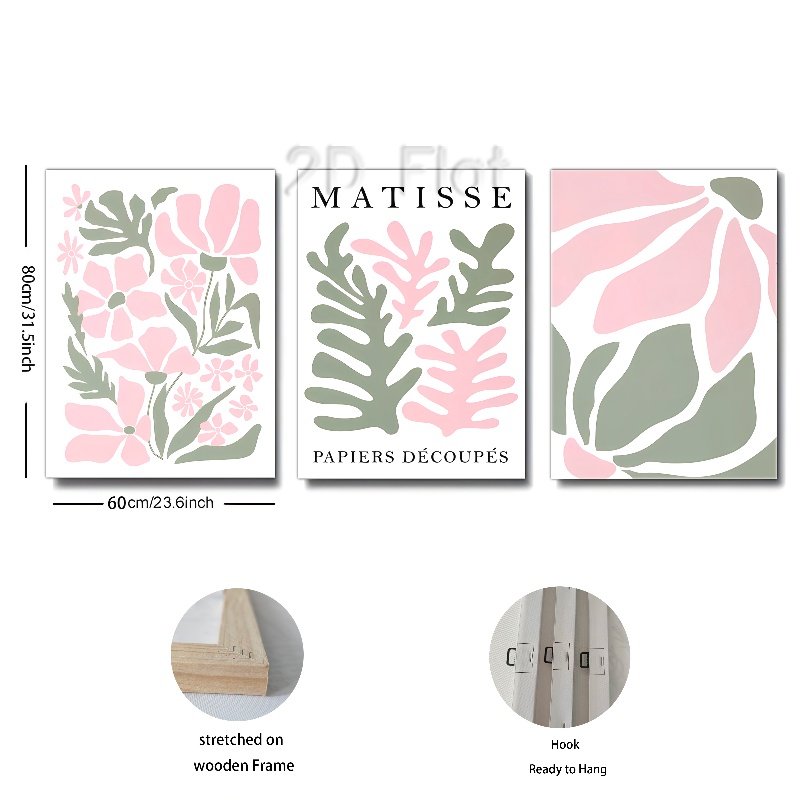 2D Flat
MATISSE
PAPIERS DÉCOUPÉS
80cm/31.5inch
60cm/23.6inch
stretched on
wooden Frame
Hook
Ready to Hang